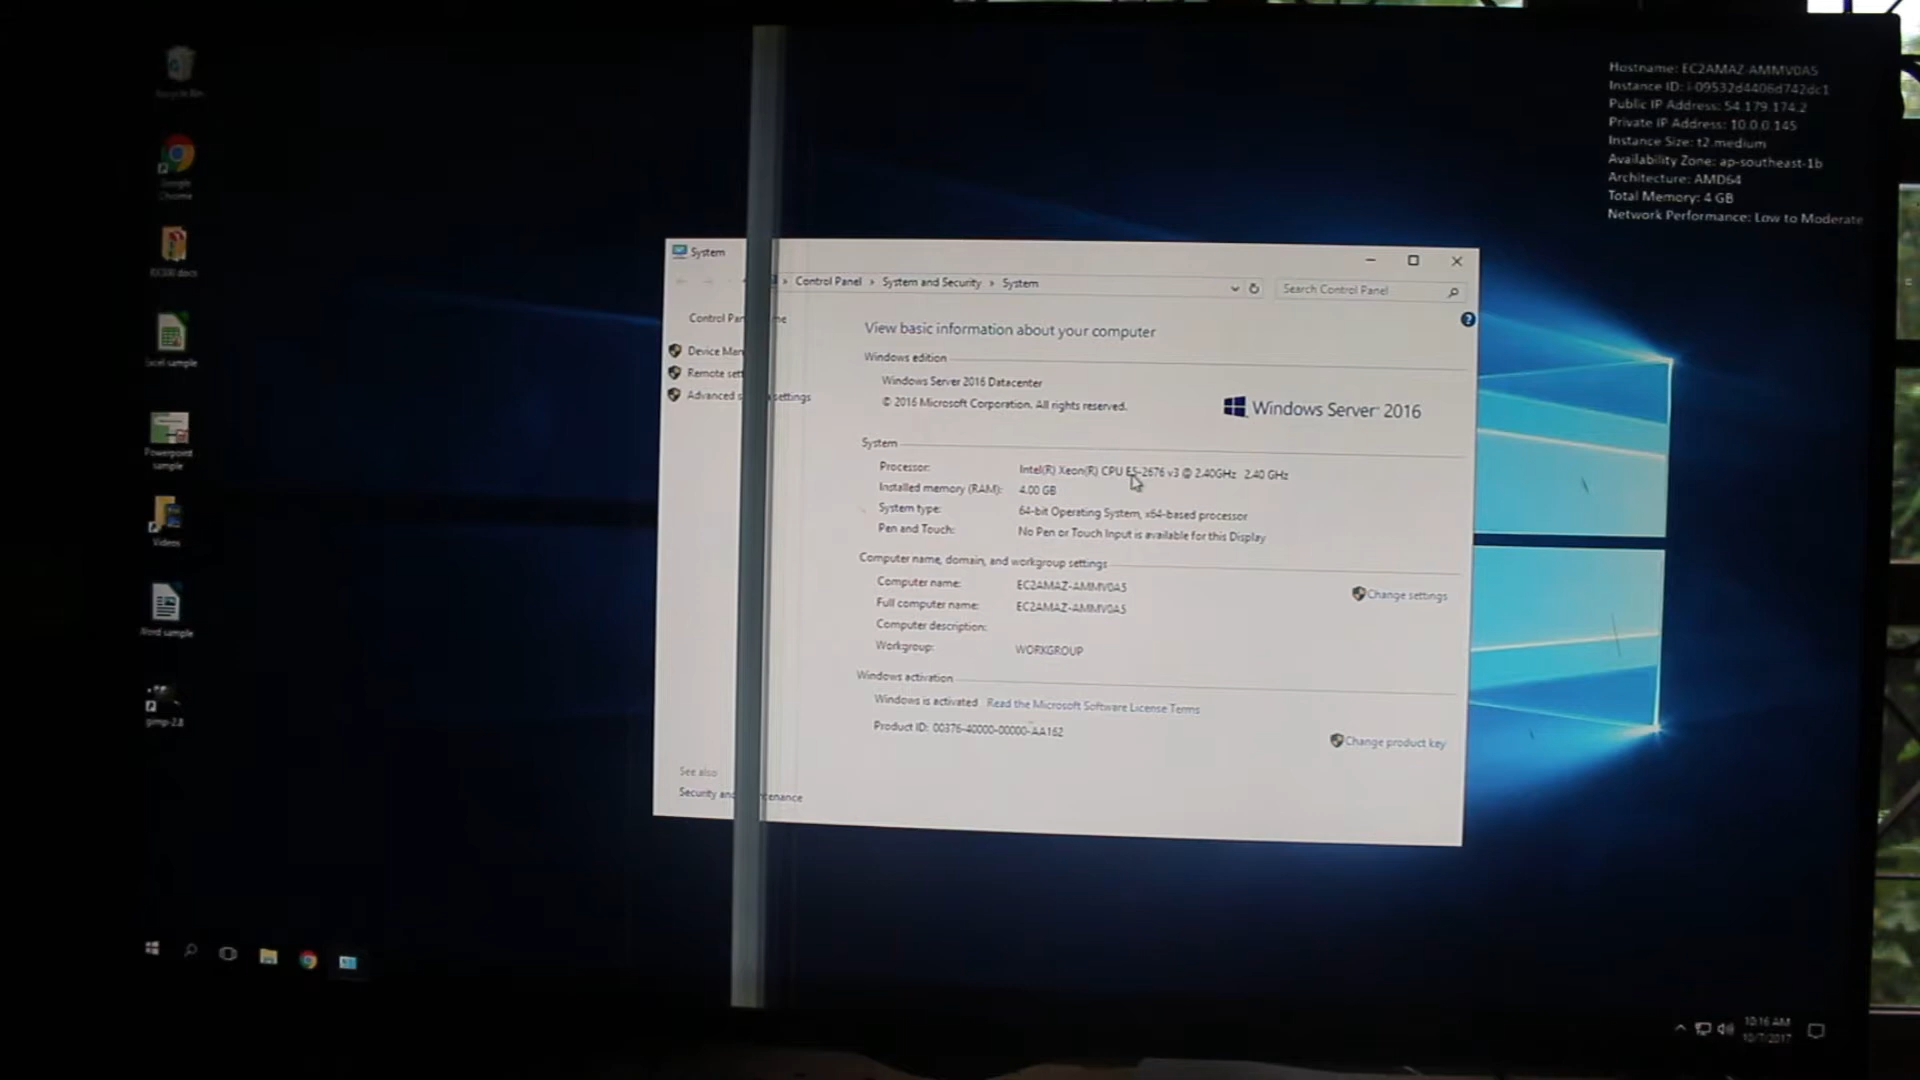 Recycle Bin
Google
Chrome
RX300 docs
Excel sample
Powerpoint
sample
Videos
Word sample
gimp-2.8
Hostname: EC2AMAZ-AMMV0A5
Instance ID: i-09532d4406d742dc1
Public IP Address: 54.179.174.2
Private IP Address: 10.0.0.145
Instance Size: t2.medium
Availability Zone: ap-southeast-1b
Architecture: AMD64
Total Memory: 4 GB
Network Performance: Low to Moderate
System
Control Panel > System and Security > System
Search Control Panel
Control Pan me
Device Man
Remote sett
Advanced s settings
View basic information about your computer
Windows edition
Windows Server 2016 Datacenter
© 2016 Microsoft Corporation. All rights reserved.
Windows Server® 2016
System
Processor: Intel(R) Xeon(R) CPU E5-2676 v3 @ 2.40GHz 2.40 GHz
Installed memory (RAM): 4.00 GB
System type: 64-bit Operating System, x64-based processor
Pen and Touch: No Pen or Touch Input is available for this Display
Computer name, domain, and workgroup settings
Computer name: EC2AMAZ-AMMV0A5
Full computer name: EC2AMAZ-AMMV0A5
Computer description:
Workgroup: WORKGROUP
Change settings
Windows activation
Windows is activated Read the Microsoft Software License Terms
Product ID: 00376-40000-00000-AA162
Change product key
See also
Security and tenance
10:16 AM
10/7/2017